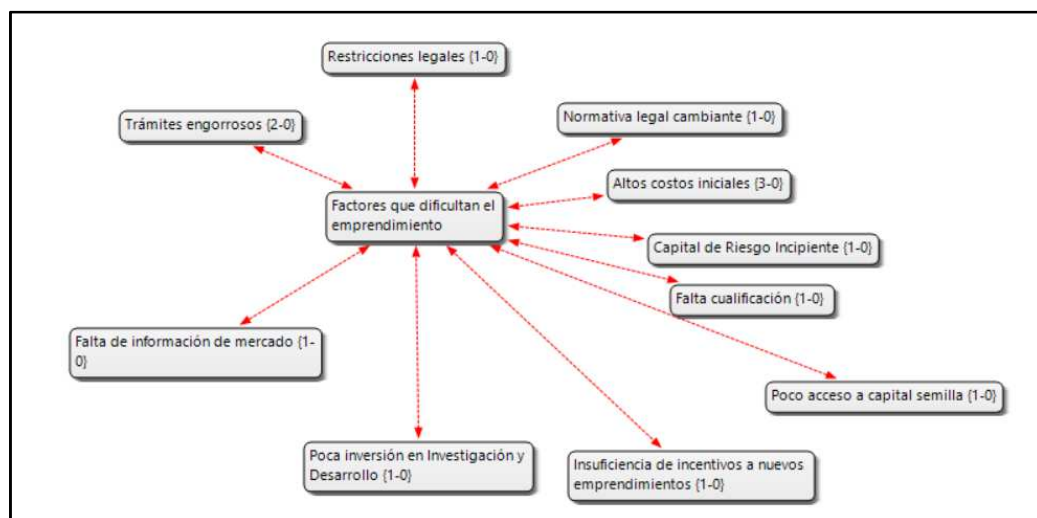 Restricciones legales {1-0}
Trámites engorrosos {2-0}
Normativa legal cambiante {1-0}
Altos costos iniciales {3-0}
Factores que dificultan el
emprendimiento
Capital de Riesgo Incipiente {1-0}
Falta cualificación {1-0}
Falta de información de mercado {1-
0}
Poco acceso a capital semilla {1-0}
Poca inversión en Investigación y
Desarrollo {1-0}
Insuficiencia de incentivos a nuevos
emprendimientos {1-0}